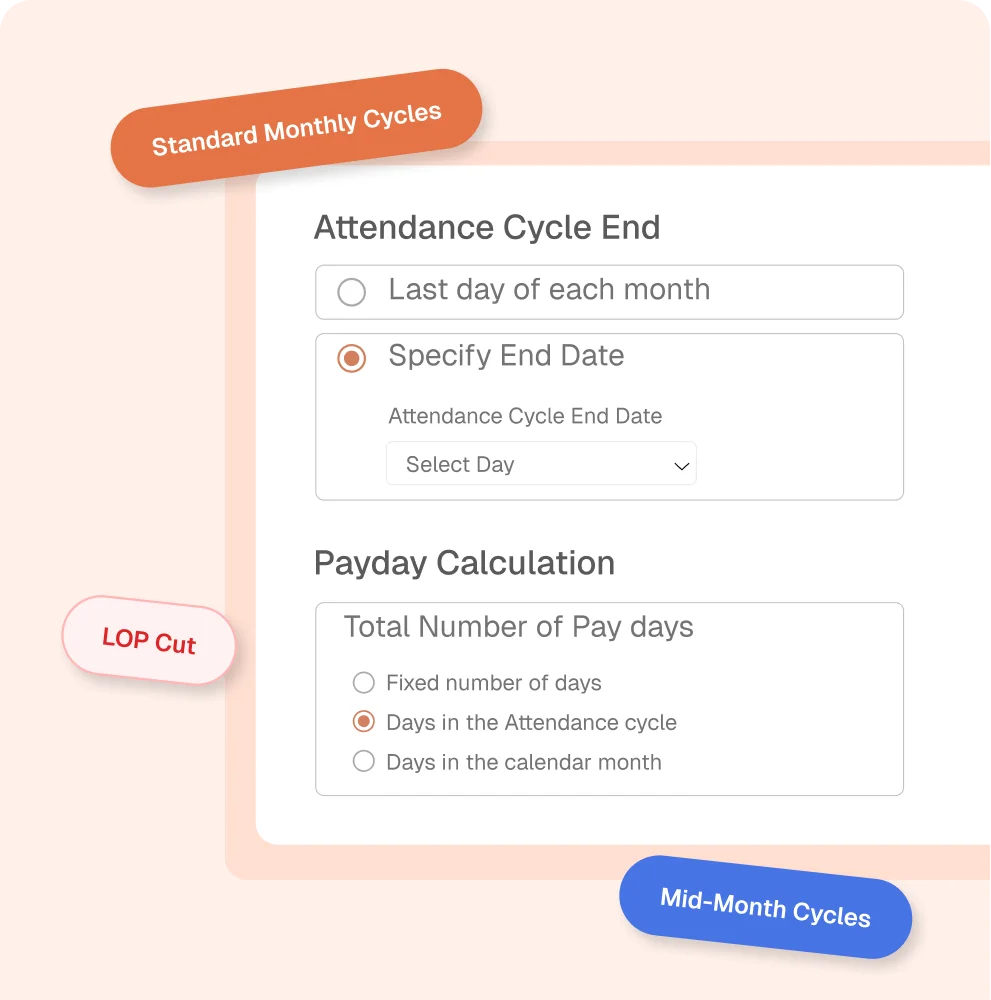 Standard Monthly Cycles
Attendance Cycle End
Last day of each month
Specify End Date
Attendance Cycle End Date
Select Day
Payday Calculation
Total Number of Pay days
LOP Cut
Fixed number of days
Days in the Attendance cycle
Days in the calendar month
Mid-Month Cycles